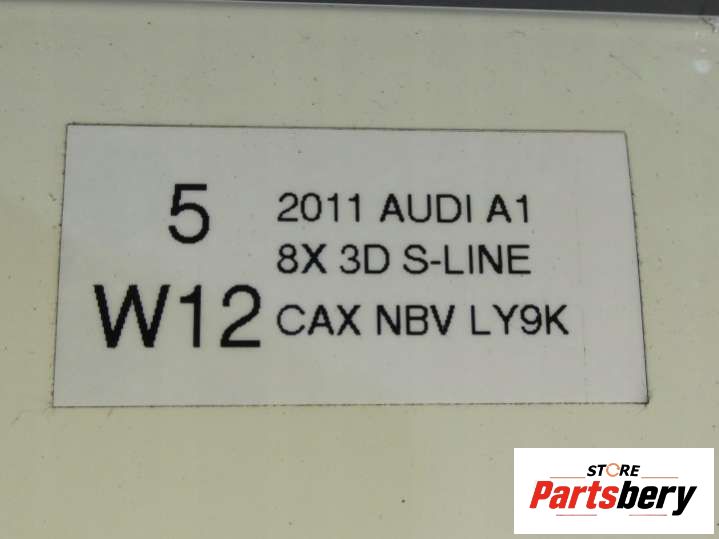 5
W12
2011 AUDI A1
8X 3D S-LINE
CAX NBV LY9K
STORE
Partsbery